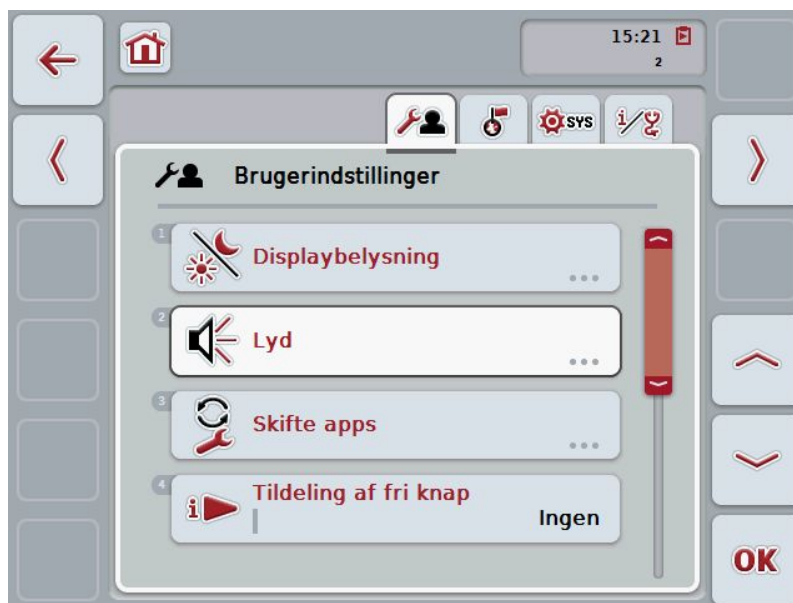 15:21
2
SYS
i/
Brugerindstillinger
1
Displaybelysning
2
Lyd
3
Skifte apps
4
Tildeling af fri knap
i
Ingen
OK